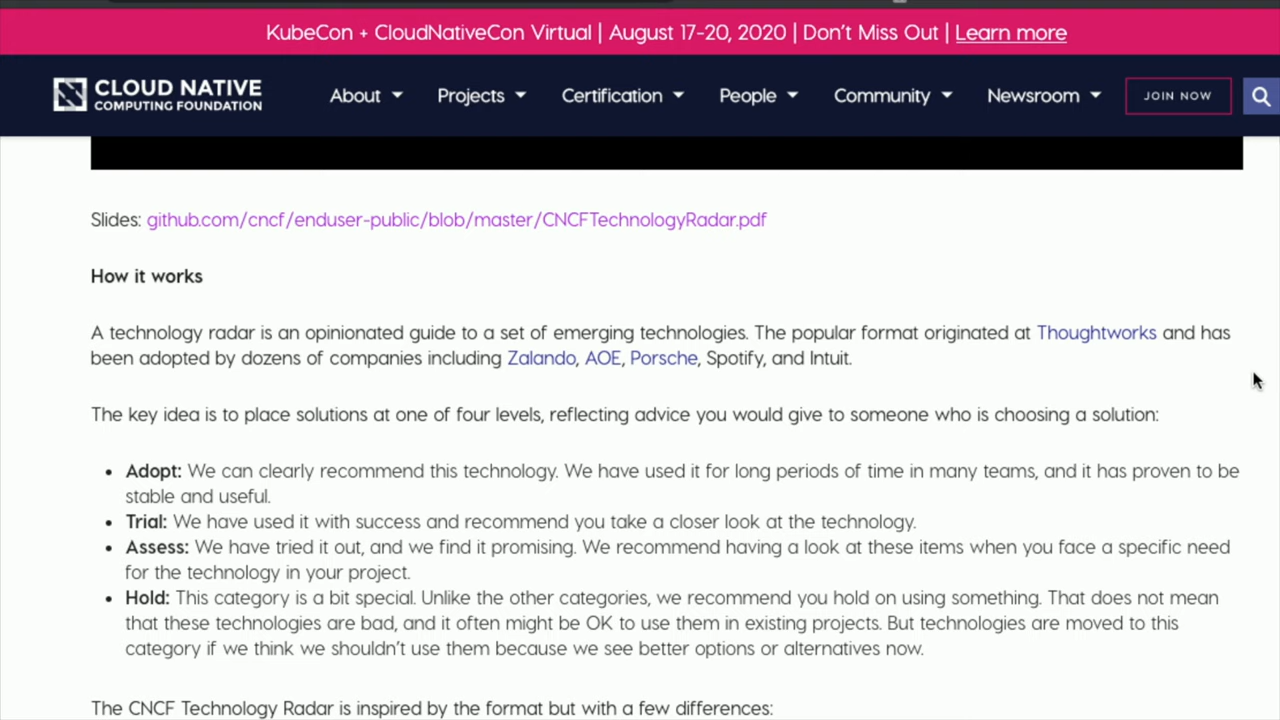 KubeCon + CloudNativeCon Virtual | August 17-20, 2020 | Don't Miss Out | Learn more
CLOUD NATIVE
COMPUTING FOUNDATION
About Projects Certification People Community Newsroom JOIN NOW
Slides: github.com/cncf/enduser-public/blob/master/CNCFTechnologyRadar.pdf
How it works
A technology radar is an opinionated guide to a set of emerging technologies. The popular format originated at Thoughtworks and has
been adopted by dozens of companies including Zalando, AOE, Porsche, Spotify, and Intuit.
The key idea is to place solutions at one of four levels, reflecting advice you would give to someone who is choosing a solution:
• Adopt: We can clearly recommend this technology. We have used it for long periods of time in many teams, and it has proven to be
stable and useful.
• Trial: We have used it with success and recommend you take a closer look at the technology.
• Assess: We have tried it out, and we find it promising. We recommend having a look at these items when you face a specific need
for the technology in your project.
• Hold: This category is a bit special. Unlike the other categories, we recommend you hold on using something. That does not mean
that these technologies are bad, and it often might be OK to use them in existing projects. But technologies are moved to this
category if we think we shouldn't use them because we see better options or alternatives now.
The CNCF Technology Radar is inspired by the format but with a few differences: